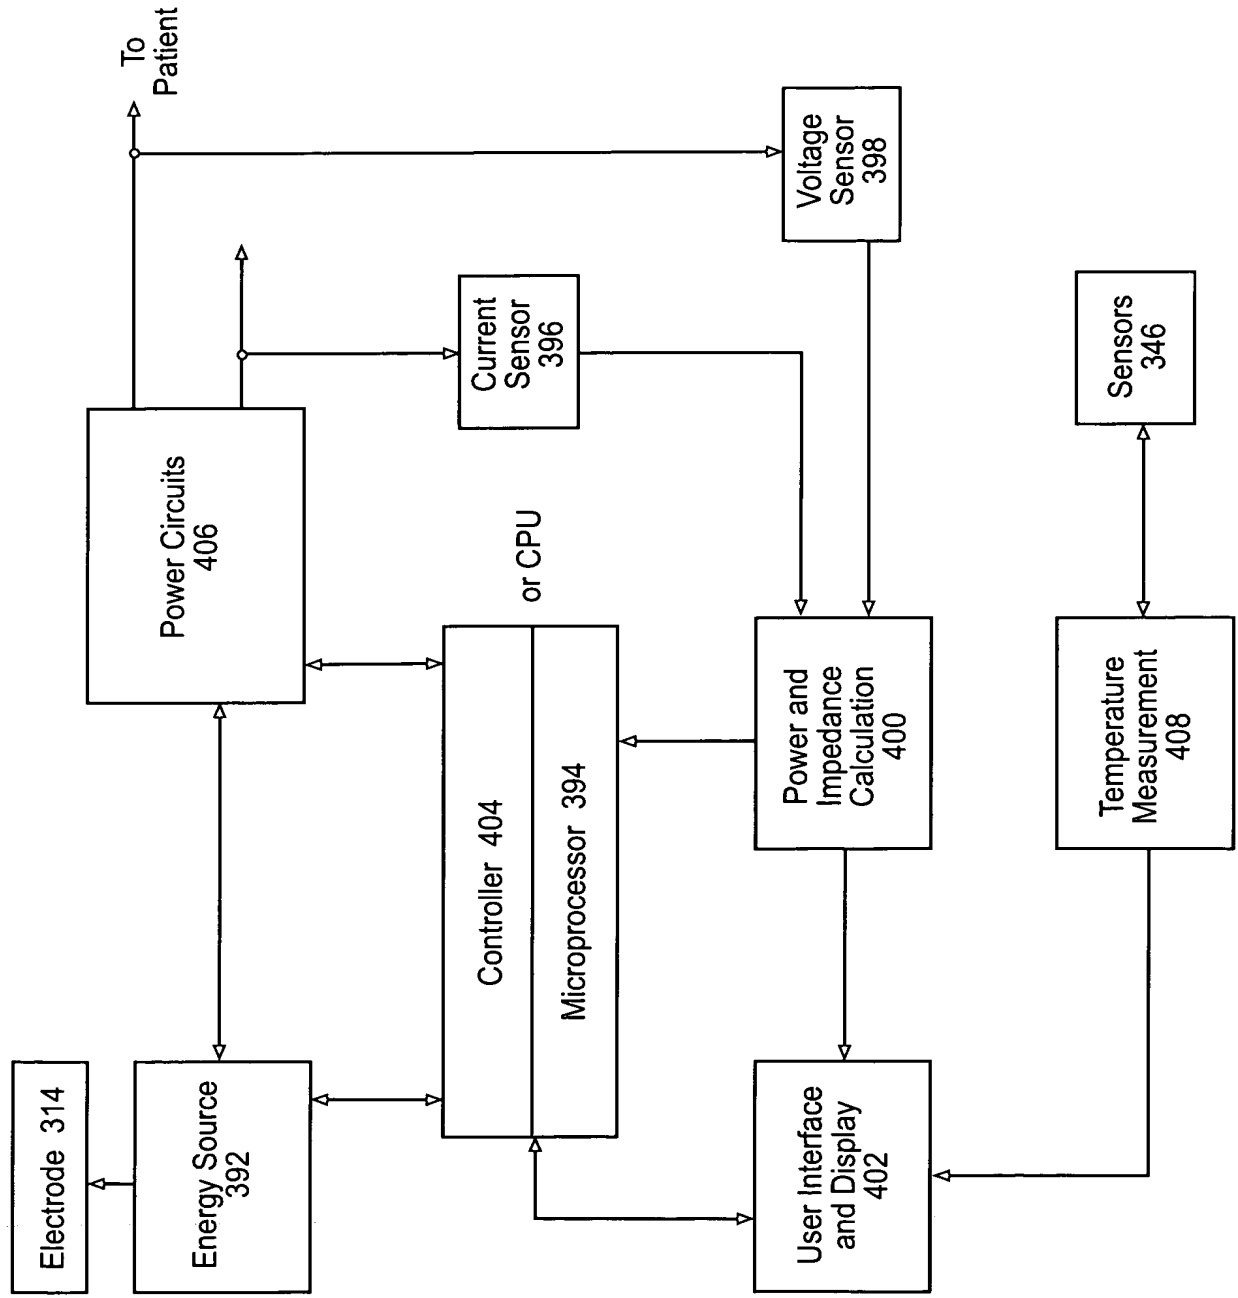 Electrode 314
Energy Source
392
Power Circuits
406
To
Patient
Controller 404
Microprocessor 394
or CPU
Current
Sensor
396
Voltage
Sensor
398
User Interface
and Display
402
Power and
Impedance
Calculation
400
Temperature
Measurement
408
Sensors
346